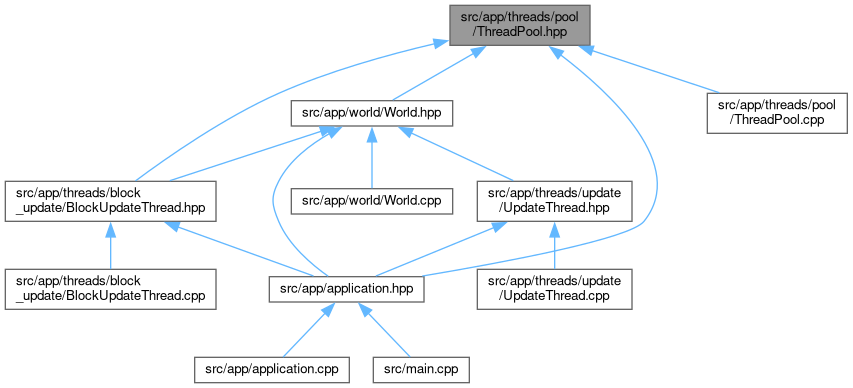 src/app/threads/pool
/ThreadPool.hpp
src/app/world/World.hpp
src/app/threads/pool
/ThreadPool.cpp
src/app/threads/block
_update/BlockUpdateThread.hpp
src/app/world/World.cpp
src/app/threads/update
/UpdateThread.hpp
src/app/threads/block
_update/BlockUpdateThread.cpp
src/app/application.hpp
src/app/threads/update
/UpdateThread.cpp
src/app/application.cpp
src/main.cpp